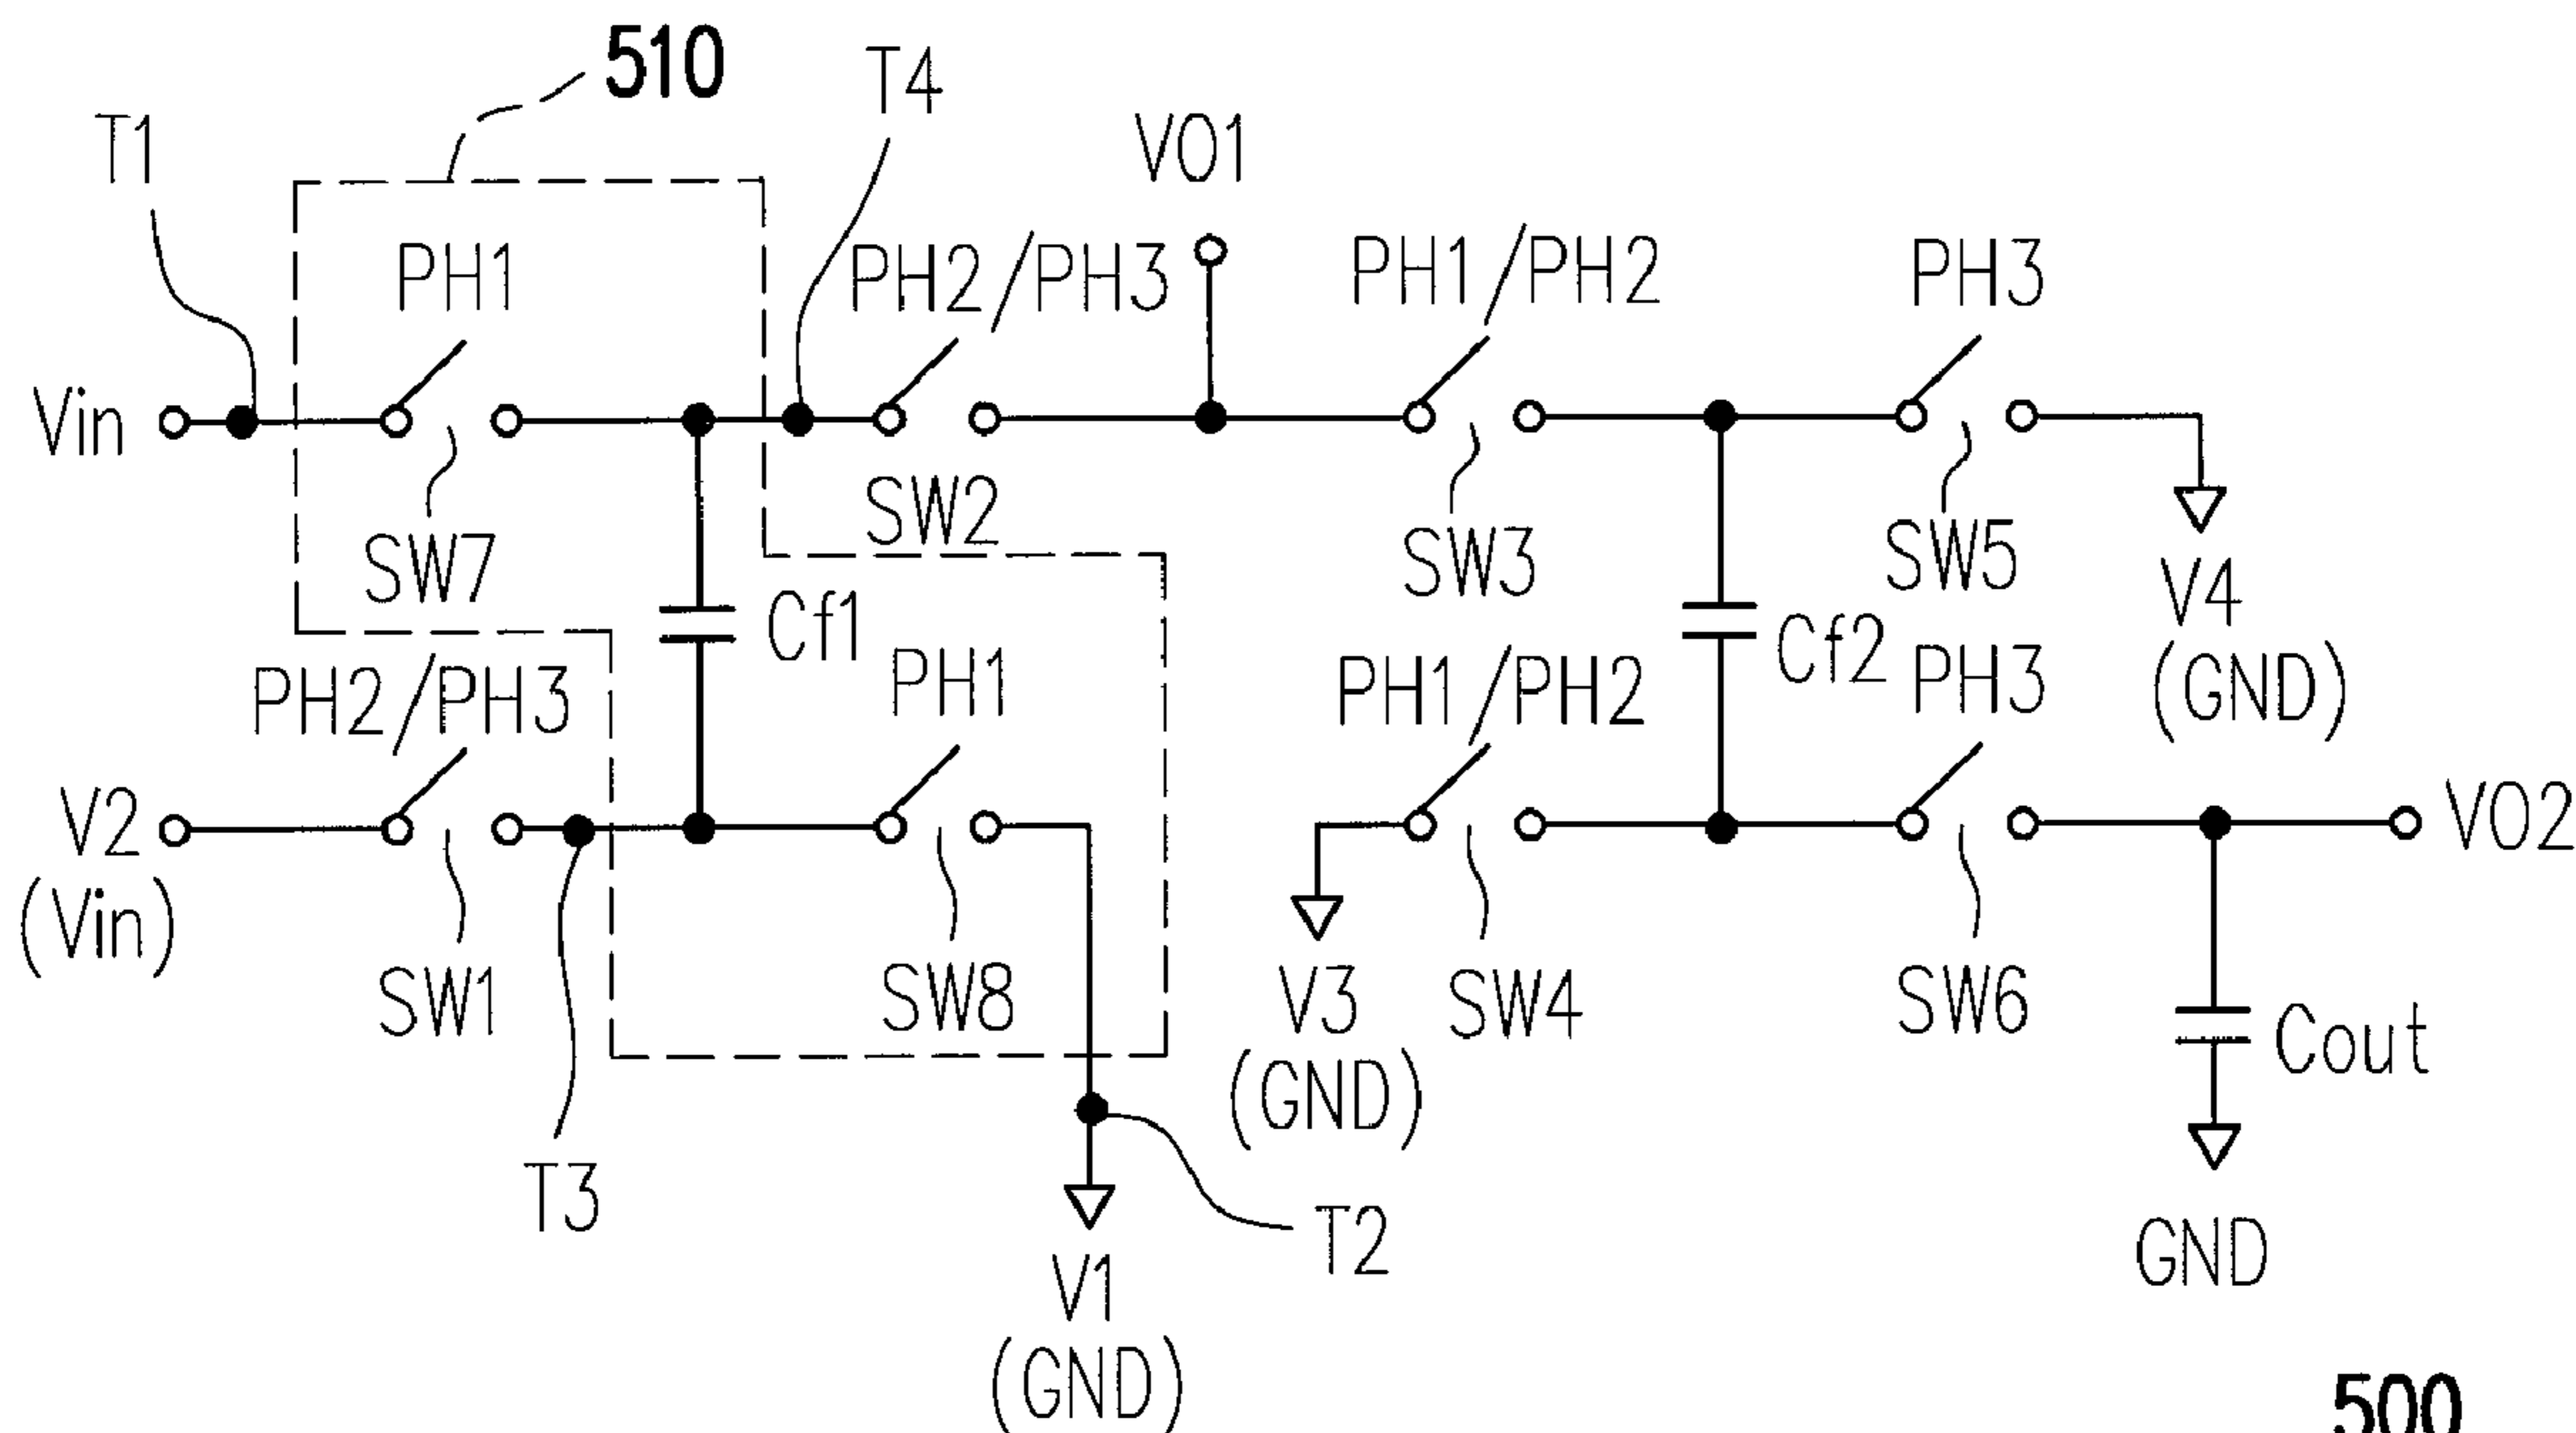 510
T1
T4
VO1
PH1
PH2/PH3
PH1/PH2
PH3
Vin
SW7
SW2
SW3
SW5
V4
(GND)
Cf1
Cf2
PH2/PH3
PH1
PH1/PH2
PH3
V2
(Vin)
VO2
SW1
SW8
V3
(GND)
SW4
SW6
Cout
T3
T2
V1
(GND)
GND
500